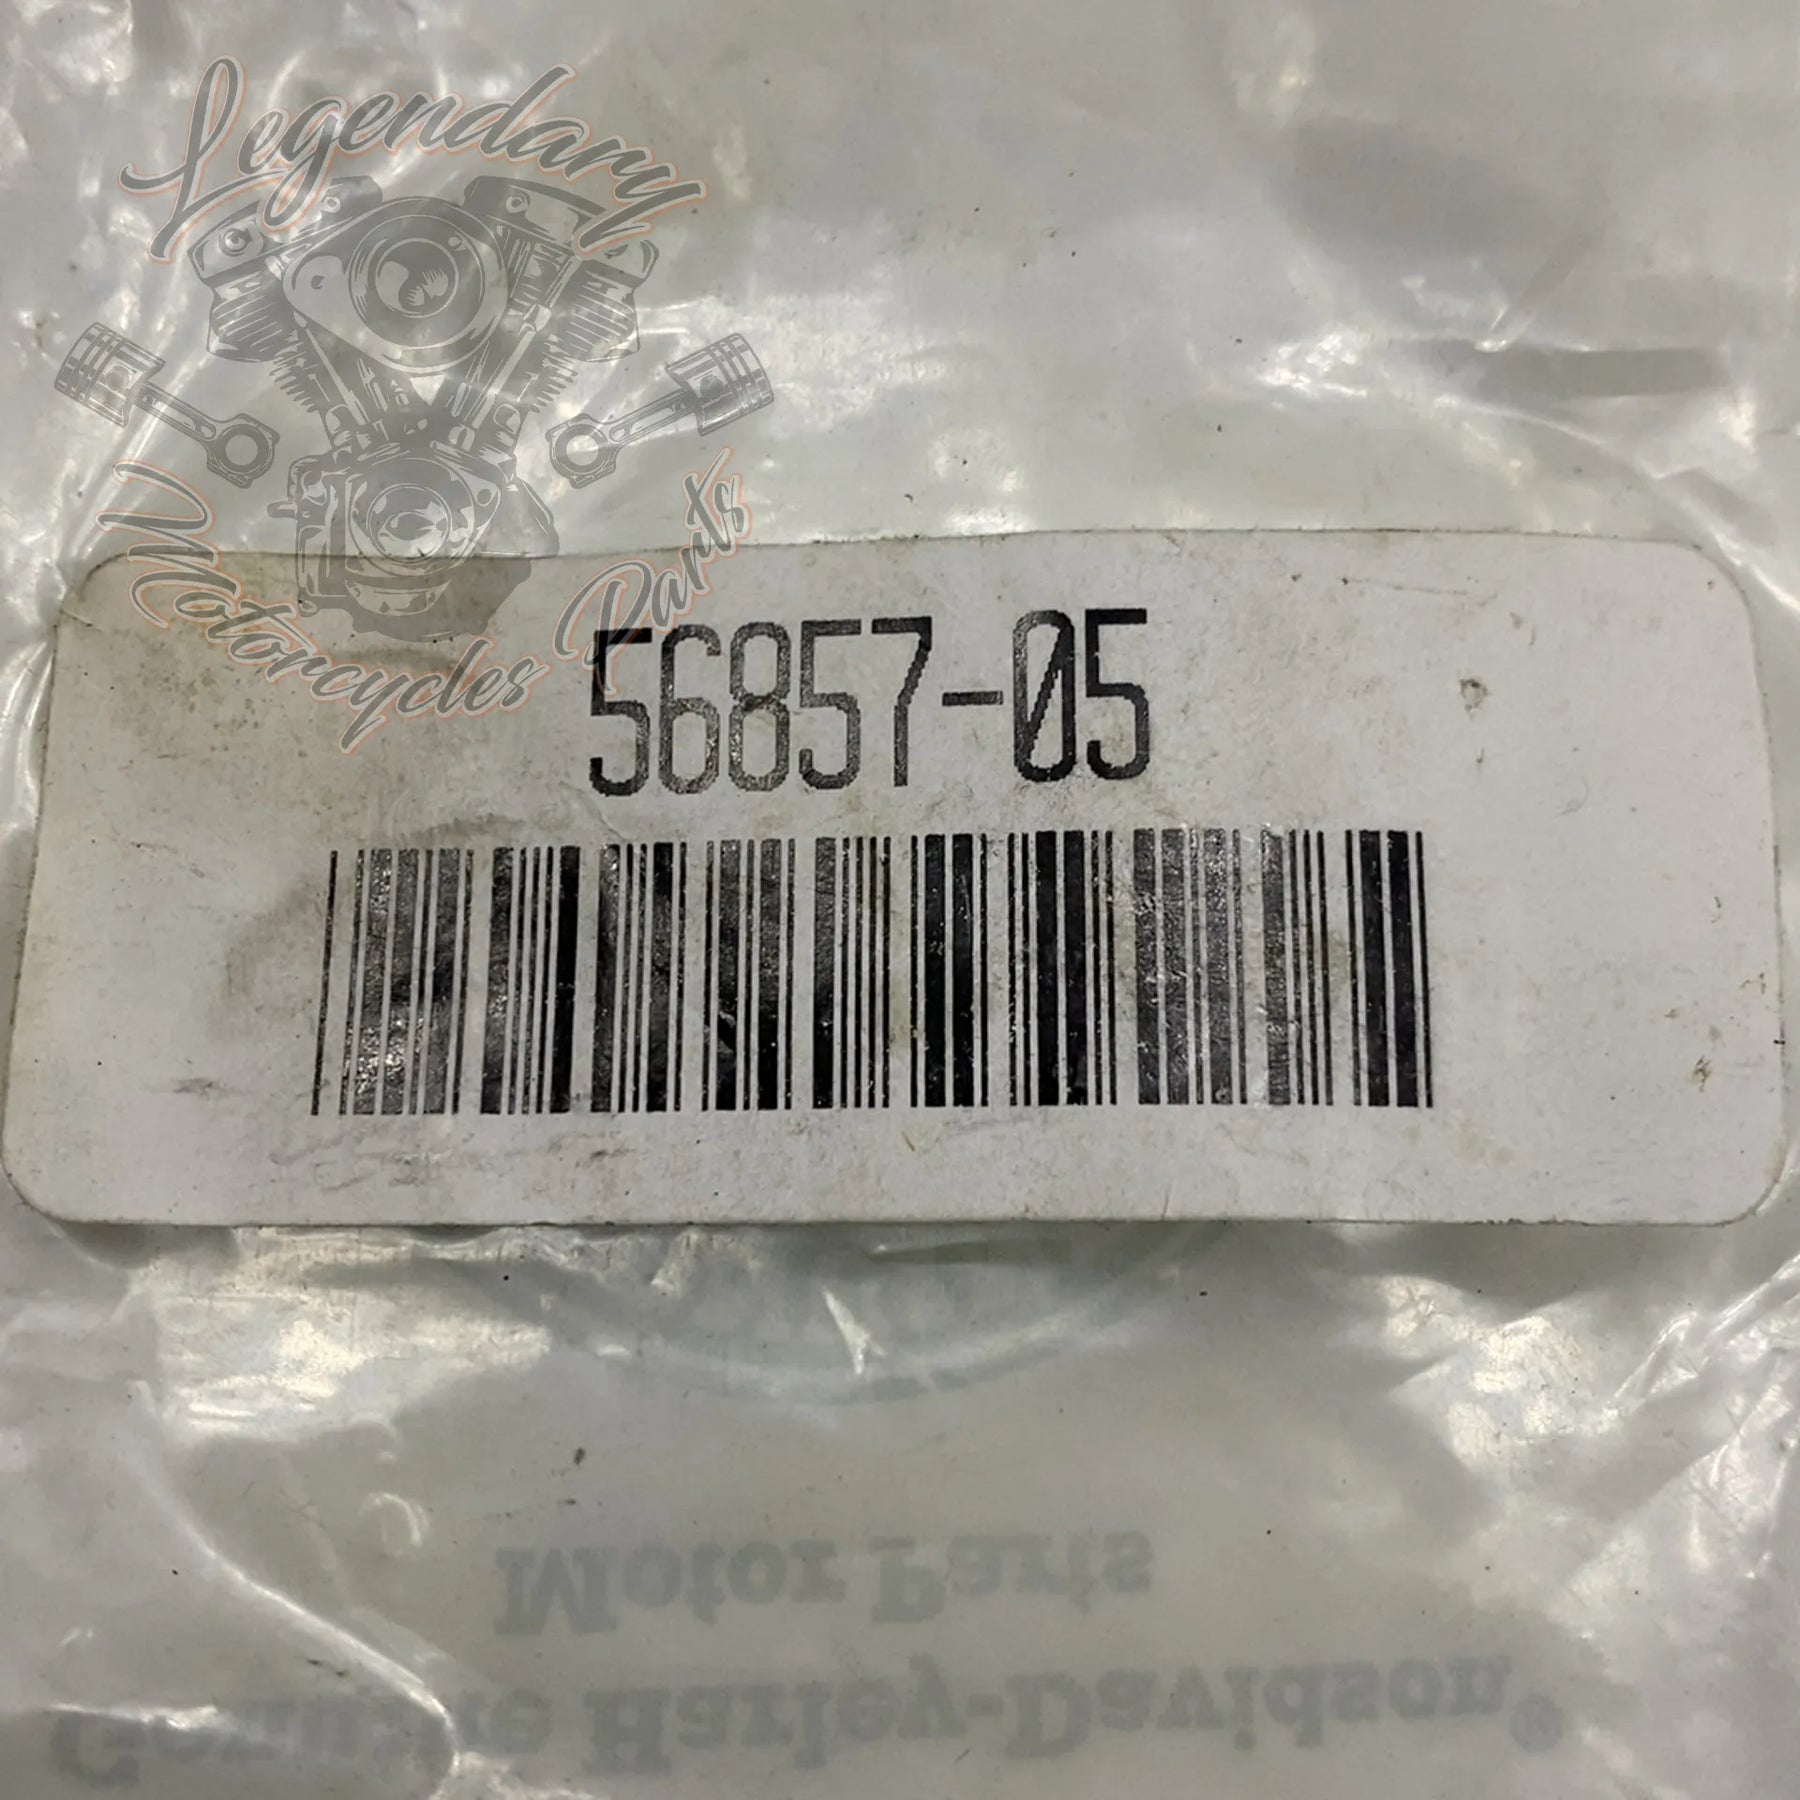 Legendary
Motorcycles Parts
56857-05
Motor Parts
Genuine Harley-Davidson®